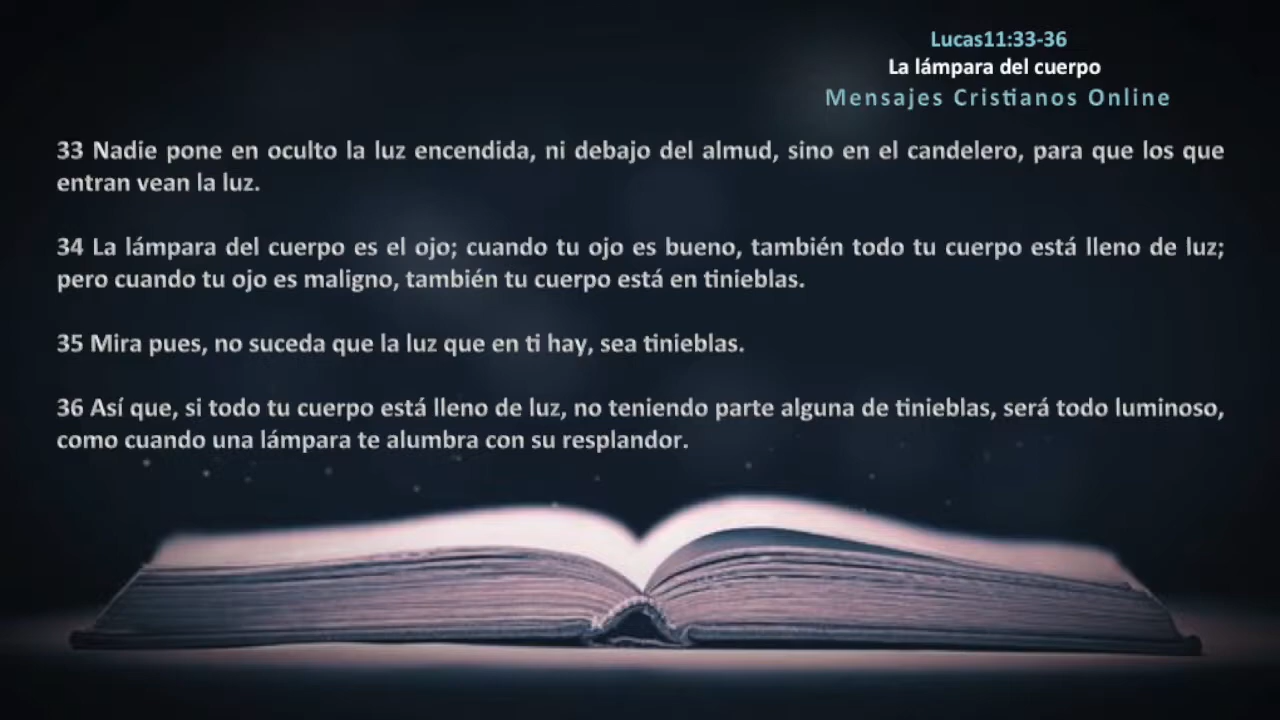 Lucas11:33-36
La lámpara del cuerpo
Mensajes Cristianos Online
33 Nadie pone en oculto la luz encendida, ni debajo del almud, sino en el candelero, para que los que
entran vean la luz.
34 La lámpara del cuerpo es el ojo; cuando tu ojo es bueno, también todo tu cuerpo está lleno de luz;
pero cuando tu ojo es maligno, también tu cuerpo está en tinieblas.
35 Mira pues, no suceda que la luz que en ti hay, sea tinieblas.
36 Así que, si todo tu cuerpo está lleno de luz, no teniendo parte alguna de tinieblas, será todo luminoso,
como cuando una lámpara te alumbra con su resplandor.